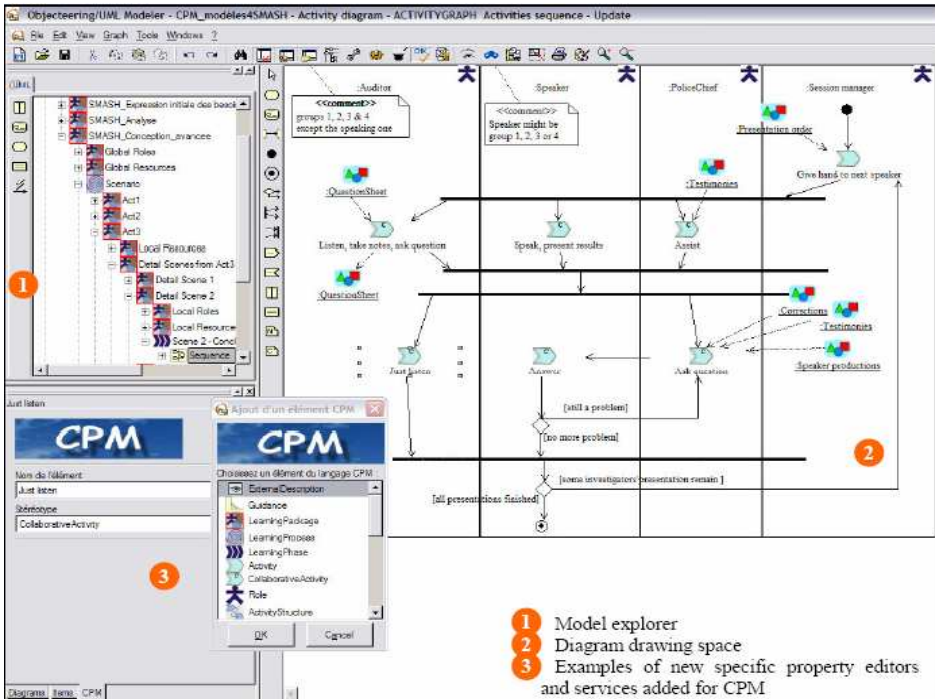 Objecteering/UML Modeler - CPM_modèles4SMASH - Activity diagram - ACTIVITYGRAPH Activities sequence - Update
File Edit View Graph Tools Windows ?
(UML)
SMASH_Expression initiale des besoi
SMASH_Analyse
SMASH_Conception_avancee
Global Roles
Global Resources
Scenario
Act1
Act2
Act3
Local Resources
Detail Scenes from Act3
Detail Scene 1
Detail Scene 2
Local Roles
Local Resource
Scene 2 - Concl
Sequence
1
:Auditor
:Speaker
:PoliceChief
:Session manager
<<comment>>
groups 1, 2, 3 & 4
except the speaking one
<<comment>>
Speaker might be
group 1, 2, 3 or 4
:Presentation order
Give hand to next speaker
:QuestionSheet
:Testimonies
Listen, take notes, ask question
Speak, present results
Assist
:QuestionSheet
:Corrections
:Testimonies
:Speaker productions
Just listen
Answer
Ask question
[still a problem]
[no more problem]
[some investigators' presentation remain ]
[all presentations finished]
2
Just listen
CPM
Nom de l'élément
Just listen
Stéréotype
CollaborativeActivity
3
Diagrams Items CPM
Ajout d'un élément CPM
CPM
Choisissez un élément du langage CPM :
ExternalDescription
Guidance
LearningPackage
LearningProcess
LearningPhase
Activity
CollaborativeActivity
Role
ActivityStructure
OK Cancel
1 Model explorer
2 Diagram drawing space
3 Examples of new specific property editors
and services added for CPM